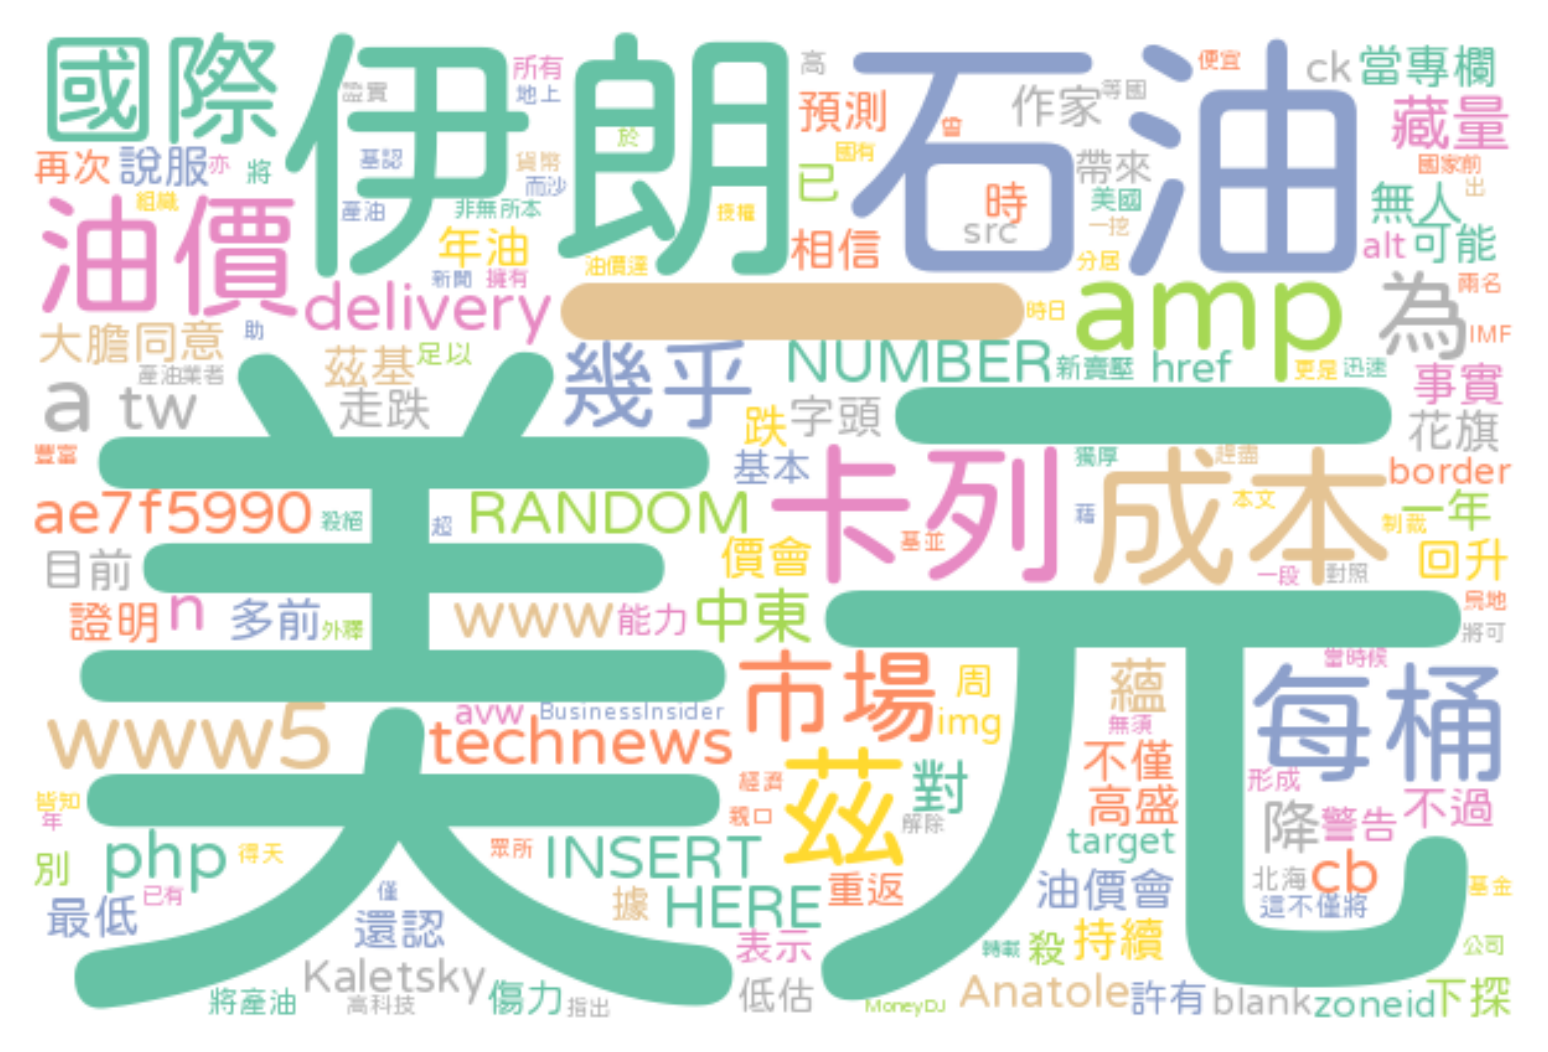 國際
伊朗
石油
所有
地上
證實
高
預測
作家
等國
便宜
ck
當專欄
藏量
再次
說服
亦
將
基認
貨幣
而沙
於
曾
國有
已
帶來
國家前
出
組織
產油
非無所本
授權
時
美國
一挖
無人
油價
年油
新聞
擁有
油價達
相信
src
分居
alt
可能
delivery
一
時日
amp
為
兩名
IMF
大膽同意
助
產油業者
茲基
足以
幾乎
NUMBER
新賣壓
href
更是
迅速
事實
a
tw
走跌
跌
字頭
花旗
美元
豐富
基本
卡列
獨厚
趕盡
成本
border
ae7f5990
殺絕
超
RANDOM
基並
藉
本文
制裁
一年
目前
價會
一段
對照
回升
證明
n
多前
外釋
www
能力
中東
烏地
將可
當時候
市場
周
蘊
每桶
www5
avw
BusinessInsider
technews
img
無須
不僅
形成
皆知
年
經濟
親口
茲
對
解除
高盛
降
警告
不過
別
php
得天
眾所
INSERT
target
最低
已有
僅
據
HERE
重返
油價會
北海
cb
這不僅將
基金
還認
表示
轉載
殺
持續
公司
將產油
Kaletsky
高科技
傷力
指出
低估
MoneyDJ
Anatole
許有
blank
zoneid
下探